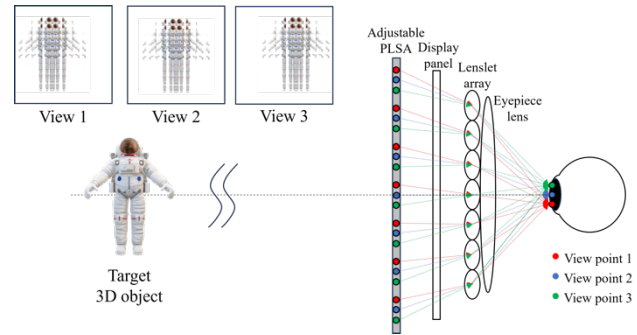 View 1
View 2
View 3
Target
3D object
Adjustable
PLSA
Display
panel
Lenslet
array
Eyepiece
lens
View point 1
View point 2
View point 3